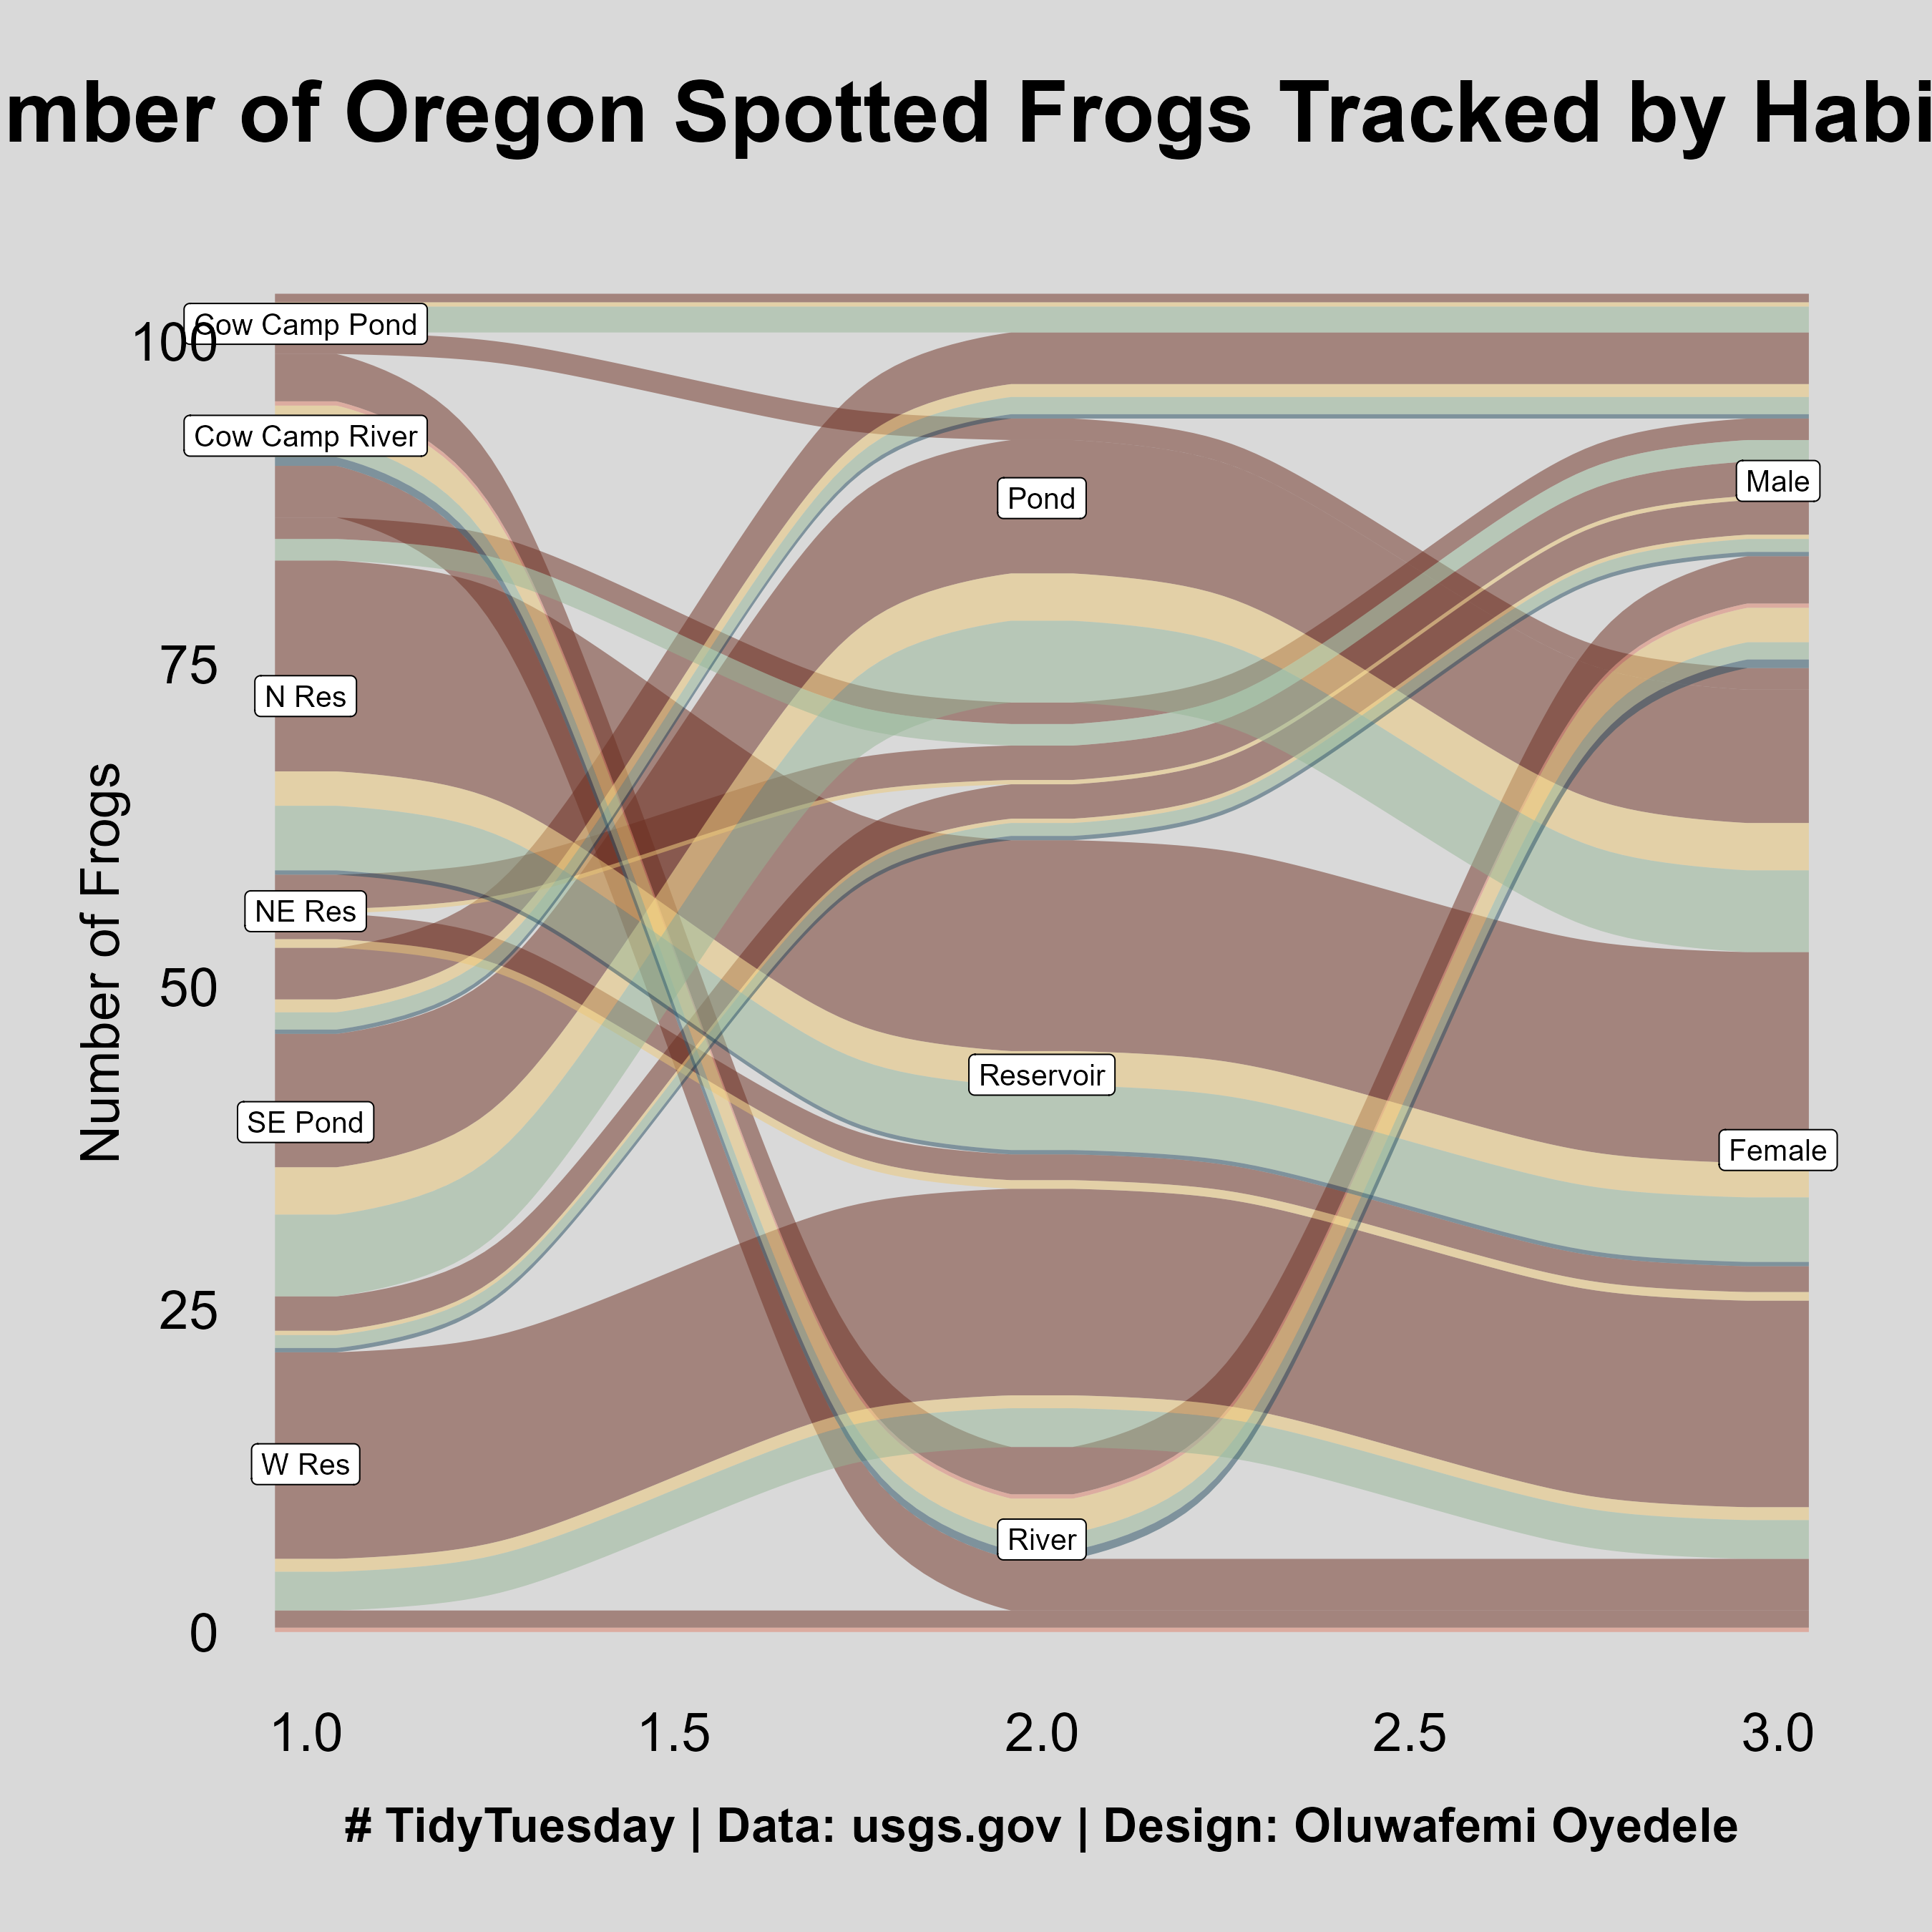 mber of Oregon Spotted Frogs Tracked by Habi
Number of Frogs
100
75
50
25
0
Cow Camp Pond
Cow Camp River
N Res
NE Res
SE Pond
W Res
Pond
Reservoir
River
Male
Female
1.0 1.5 2.0 2.5 3.0
# TidyTuesday | Data: usgs.gov | Design: Oluwafemi Oyedele